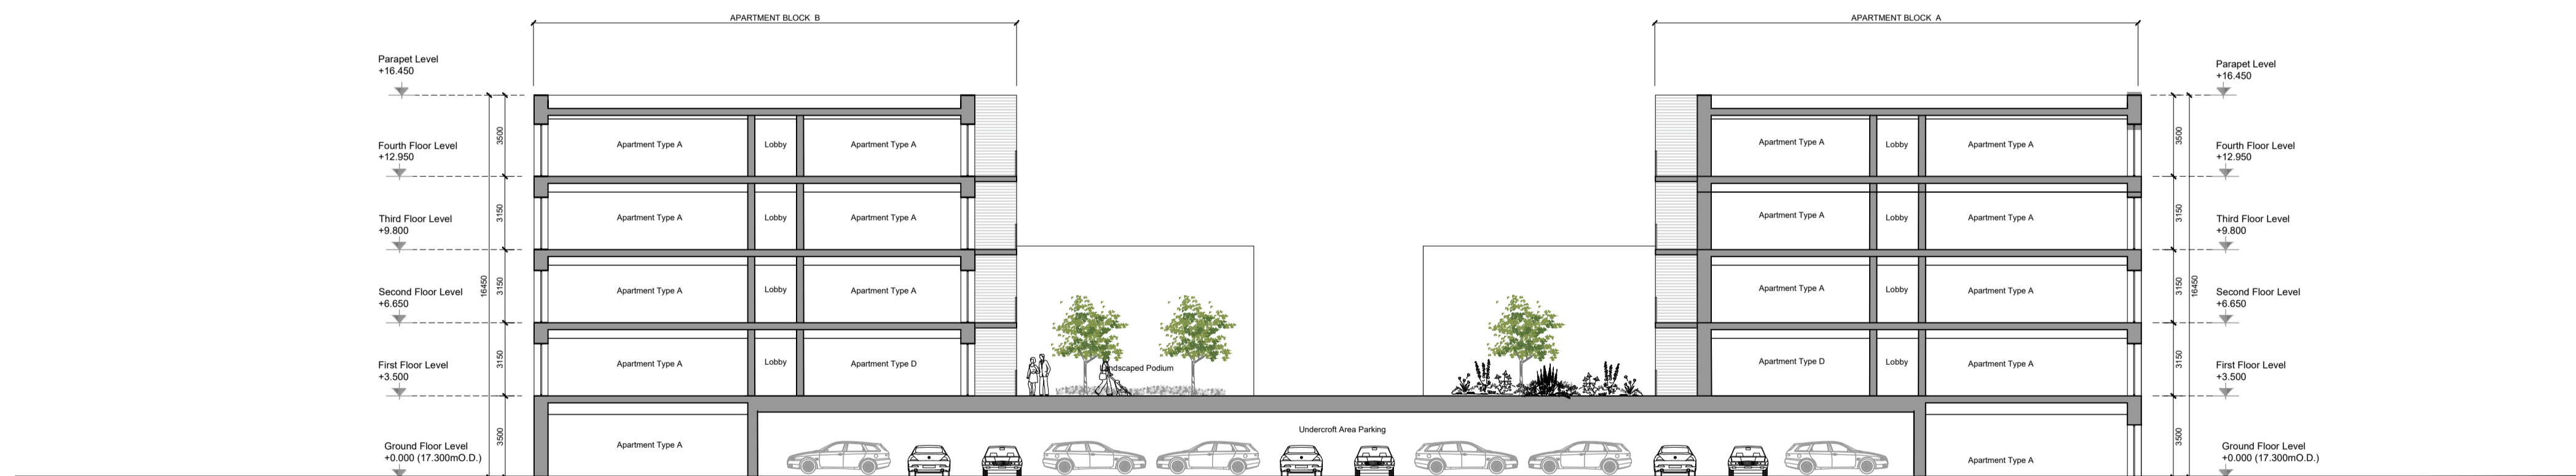 APARTMENT BLOCK B
APARTMENT BLOCK A
Parapet Level
+16.450
Parapet Level
+16.450
3500
3500
Fourth Floor Level
+12.950
Apartment Type A
Lobby
Apartment Type A
Apartment Type A
Lobby
Apartment Type A
Fourth Floor Level
+12.950
3150
3150
Third Floor Level
+9.800
Apartment Type A
Lobby
Apartment Type A
Apartment Type A
Lobby
Apartment Type A
Third Floor Level
+9.800
16450
3150
3150
16450
Second Floor Level
+6.650
Apartment Type A
Lobby
Apartment Type A
Apartment Type A
Lobby
Apartment Type A
Second Floor Level
+6.650
3150
3150
First Floor Level
+3.500
Apartment Type A
Lobby
Apartment Type D
Podium
Apartment Type D
Lobby
Apartment Type A
First Floor Level
+3.500
3500
3500
Undercroft Area Parking
Ground Floor Level
+0.000 (17.300mO.D.)
Apartment Type A
Apartment Type A
Ground Floor Level
+0.000 (17.300mO.D.)